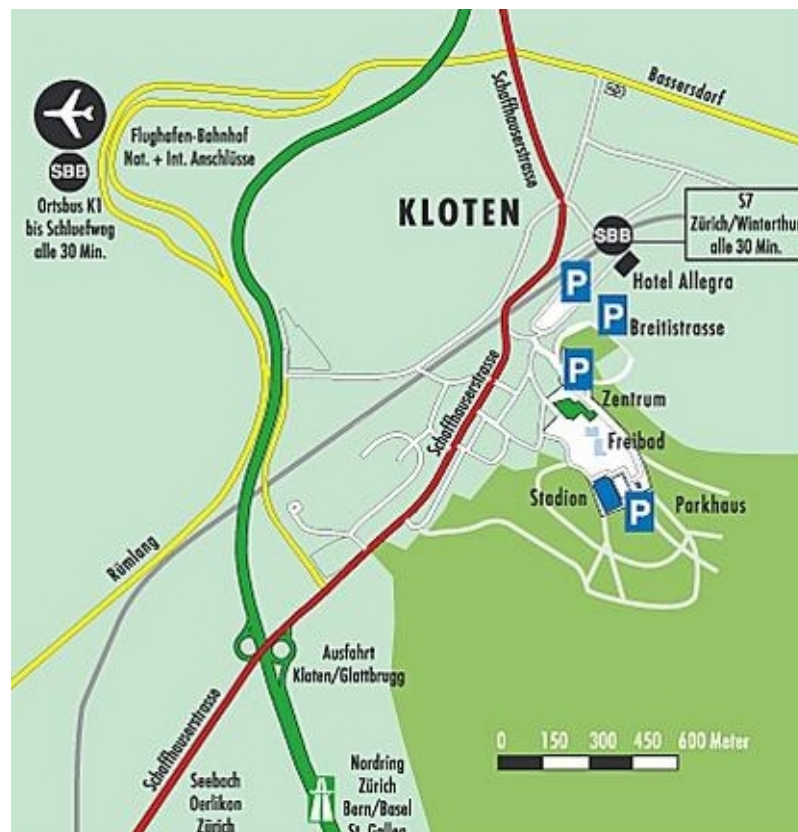 Bassersdorf
Schaffhauserstrasse
Flughafen-Bahnhof
Nat. + Int. Anschlüsse
SBB
Ortsbus K1
bis Schluefweg
alle 30 Min.
KLOTEN
SBB
S7
Zürich/Winterthur
alle 30 Min.
Hotel Allegra
P
P
Breitistrasse
P
Schaffhauserstrasse
Zentrum
Freibad
Stadion
P
Parkhaus
Rümlang
Ausfahrt
Kloten/Glattbrugg
Schaffhauserstrasse
0 150 300 450 600 Meter
Seebach
Oerlikon
Zürich
Nordring
Zürich
Bern/Basel
St. Gallen